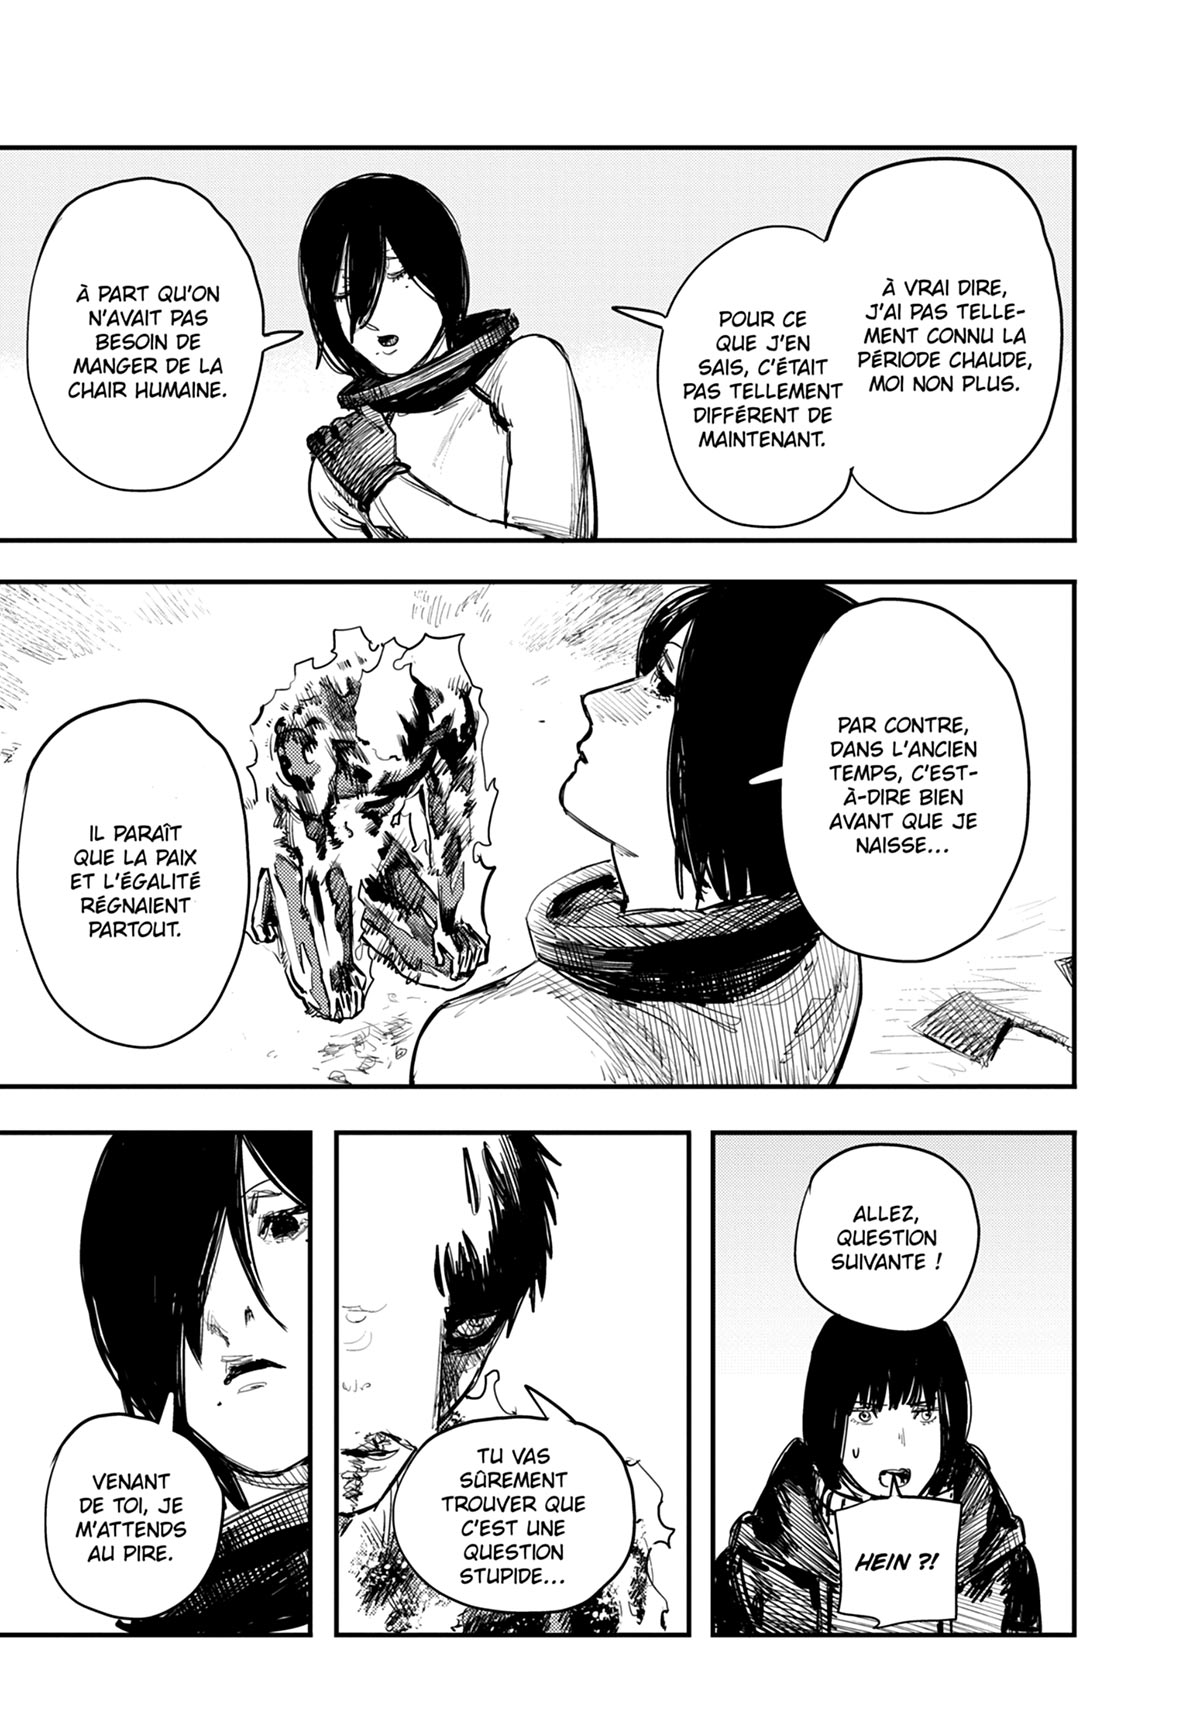 À VRAI DIRE,
J'AI PAS TELLE-
MENT CONNU LA
PÉRIODE CHAUDE,
MOI NON PLUS.
POUR CE
QUE J'EN
SAIS, C'ÉTAIT
PAS TELLEMENT
DIFFÉRENT DE
MAINTENANT.
À PART QU'ON
N'AVAIT PAS
BESOIN DE
MANGER DE LA
CHAIR HUMAINE.
PAR CONTRE,
DANS L'ANCIEN
TEMPS, C'EST-
À-DIRE BIEN
AVANT QUE JE
NAISSE...
IL PARAÎT
QUE LA PAIX
ET L'ÉGALITÉ
RÉGNAIENT
PARTOUT.
ALLEZ,
QUESTION
SUIVANTE !
HEIN ?!
TU VAS
SÛREMENT
TROUVER QUE
C'EST UNE
QUESTION
STUPIDE...
VENANT
DE TOI, JE
M'ATTENDS
AU PIRE.